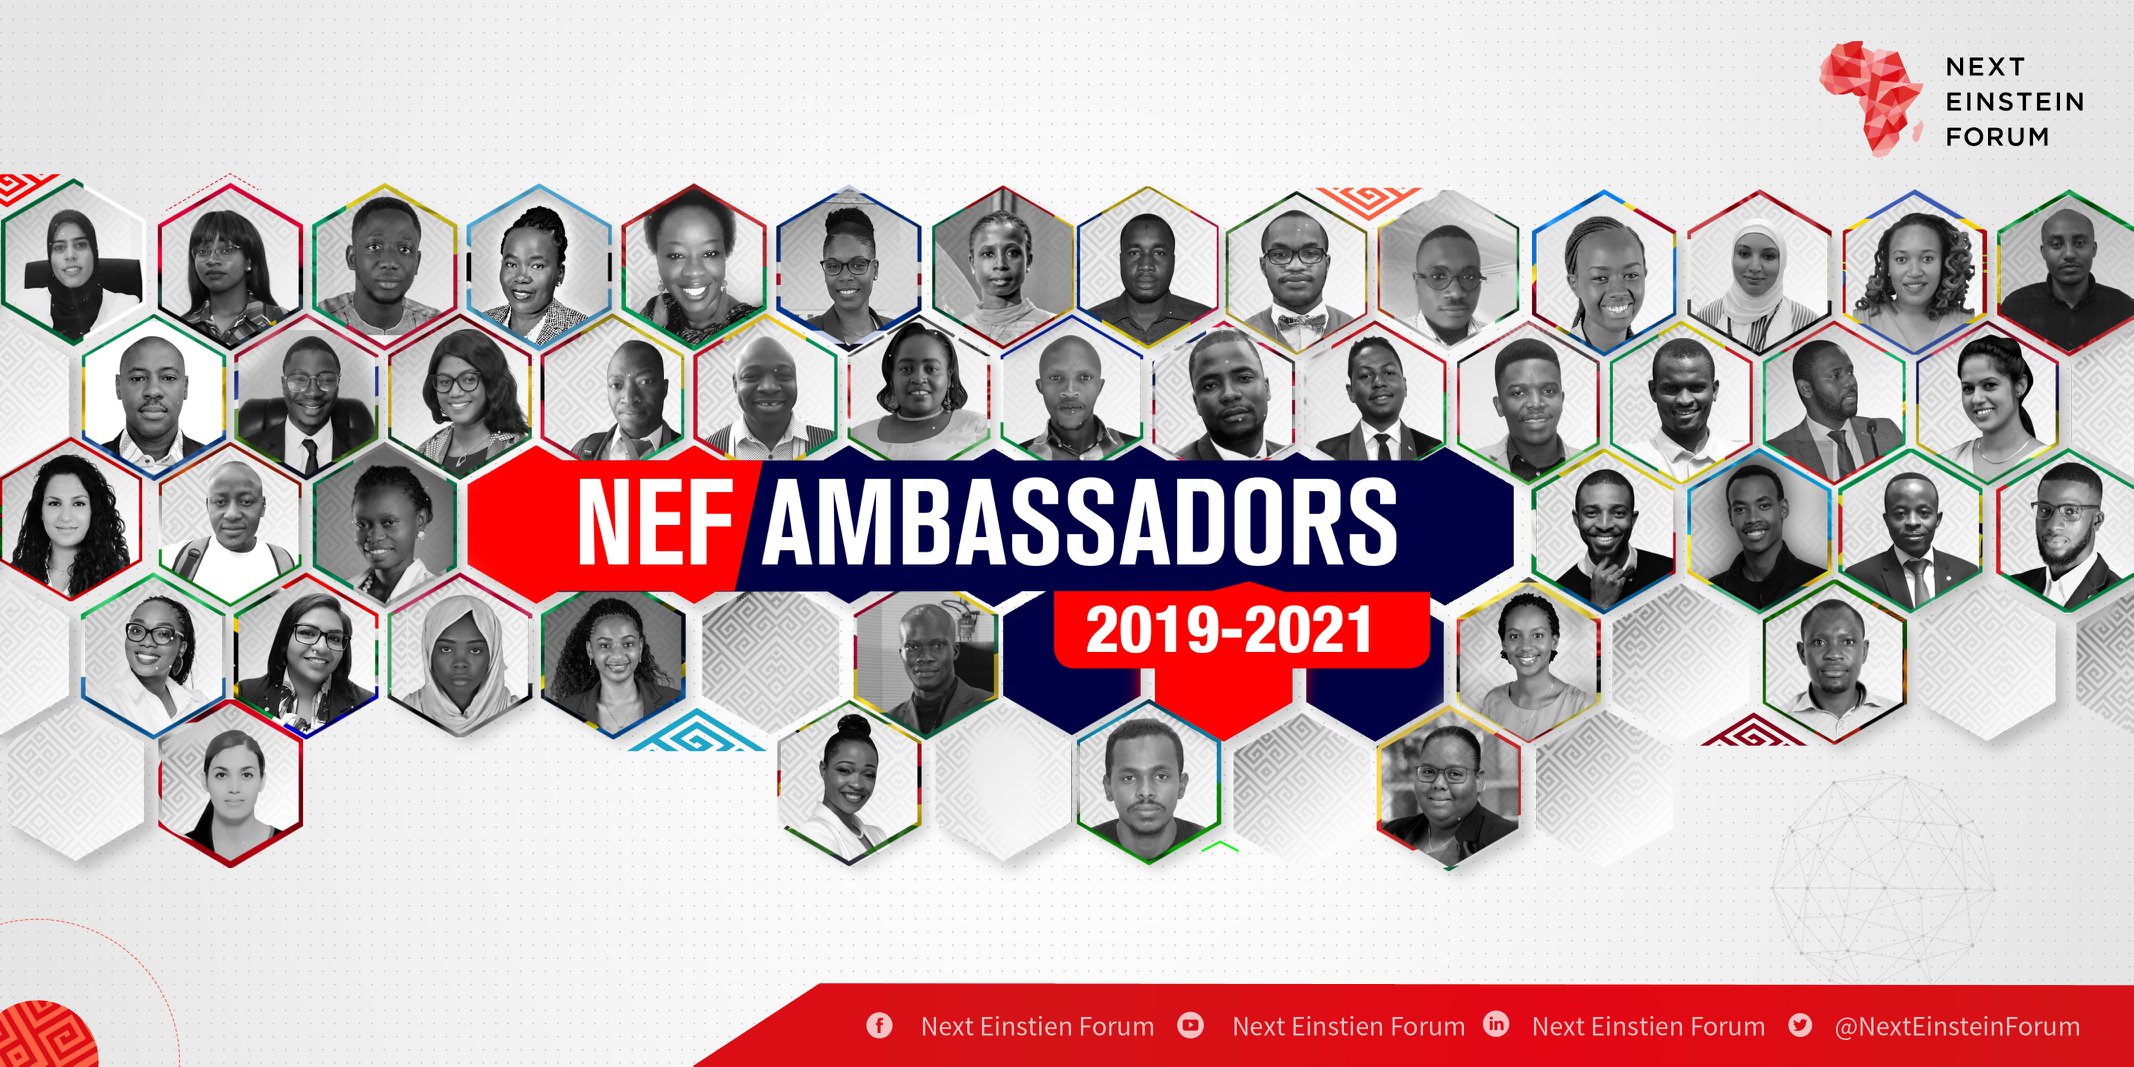 NEXT
EINSTEIN
FORUM
NEF AMBASSADORS
2019-2021
Next Einstien Forum Next Einstien Forum Next Einstien Forum @NextEinsteinForum